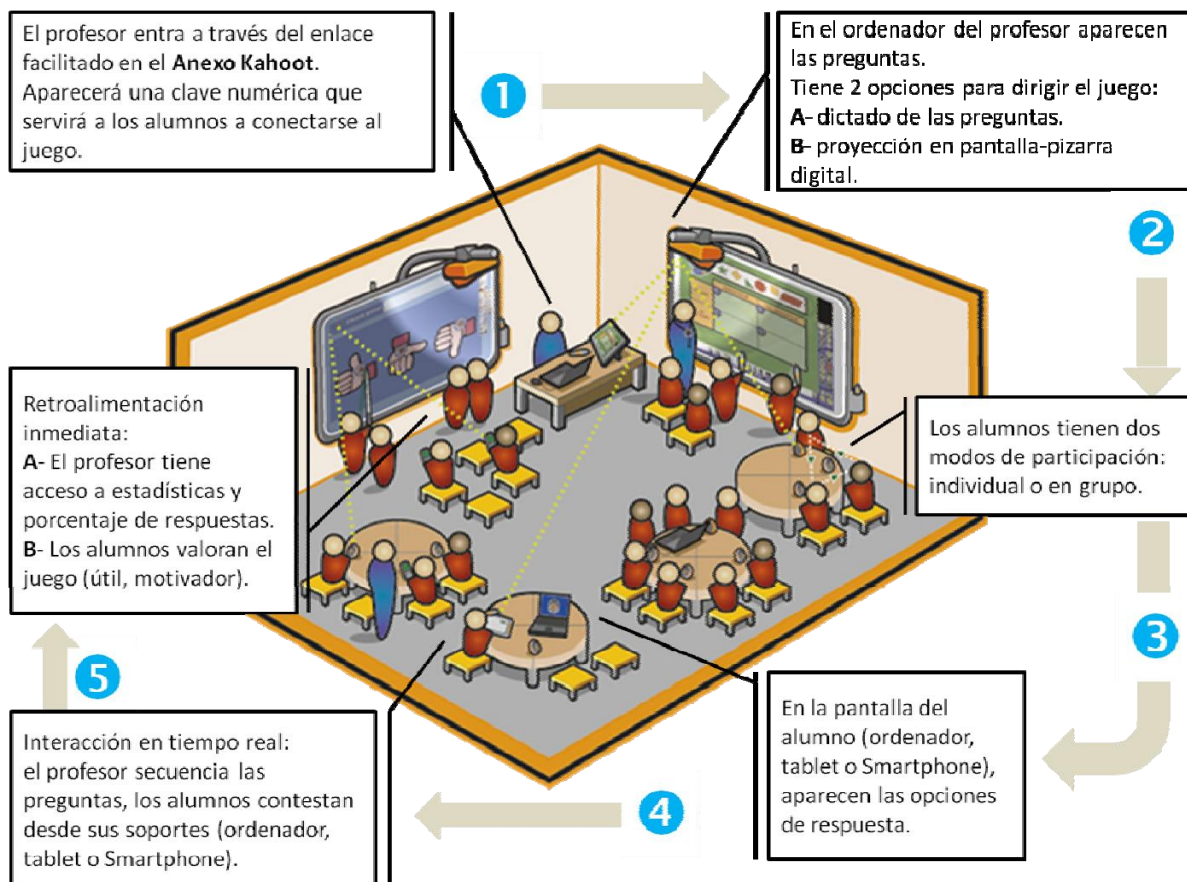 El profesor entra a través del enlace
facilitado en el Anexo Kahoot.
Aparecerá una clave numérica que
servirá a los alumnos a conectarse al
juego.
1
En el ordenador del profesor aparecen
las preguntas.
Tiene 2 opciones para dirigir el juego:
A- dictado de las preguntas.
B- proyección en pantalla-pizarra
digital.
2
Los alumnos tienen dos
modos de participación:
individual o en grupo.
3
En la pantalla del
alumno (ordenador,
tablet o Smartphone),
aparecen las opciones
de respuesta.
4
Interacción en tiempo real:
el profesor secuencia las
preguntas, los alumnos contestan
desde sus soportes (ordenador,
tablet o Smartphone).
5
Retroalimentación
inmediata:
A- El profesor tiene
acceso a estadísticas y
porcentaje de respuestas.
B- Los alumnos valoran el
juego (útil, motivador).